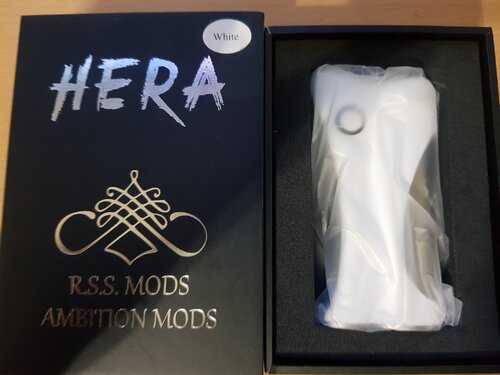 White
HERA
R.S.S. MODS
AMBITION MODS